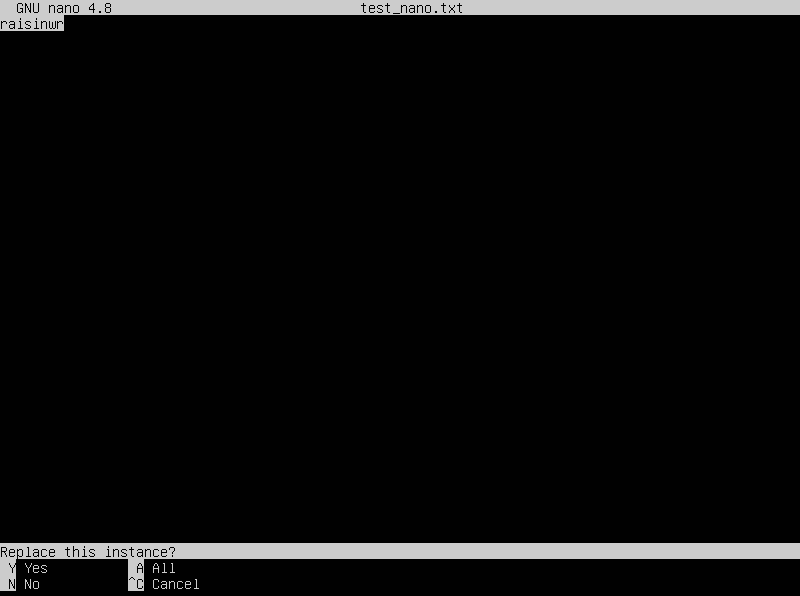 GNU nano 4.8 test_nano.txt
raisinwr
Replace this instance?
Y Yes A All
N No ^C Cancel